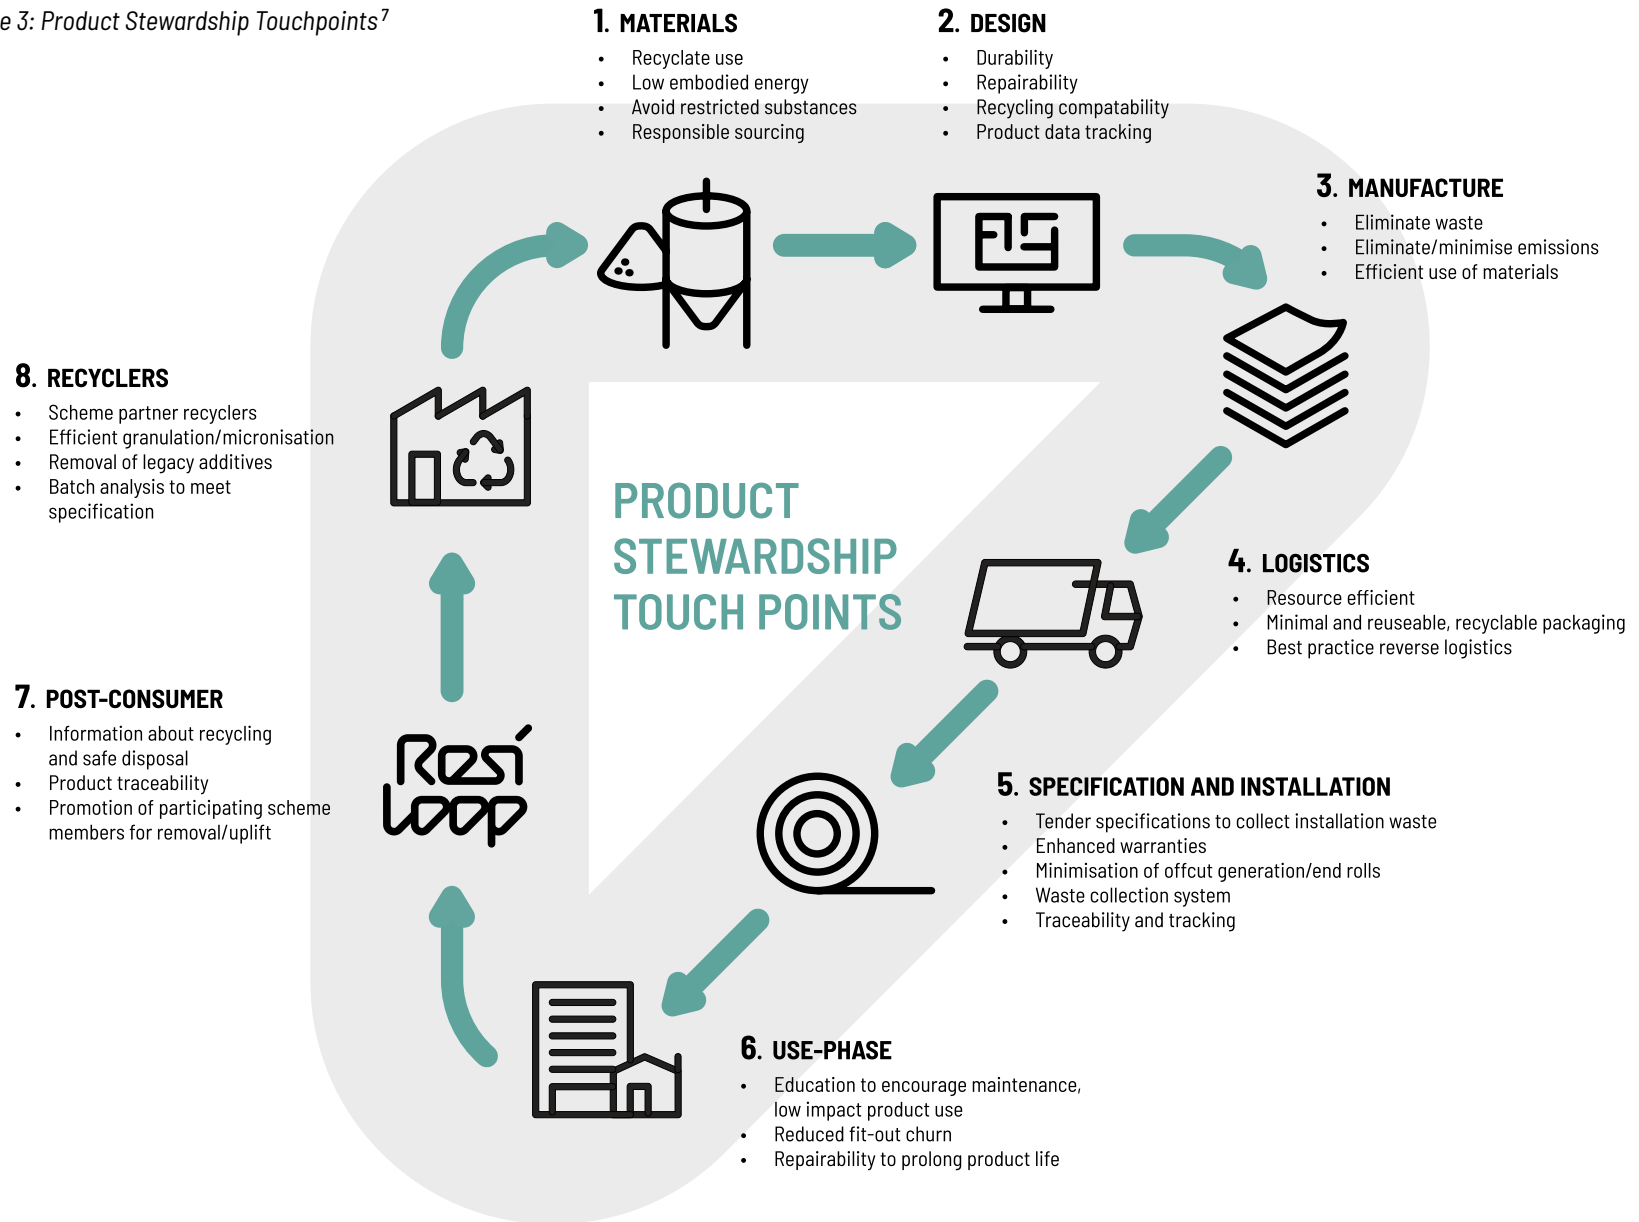 e 3: Product Stewardship Touchpoints⁷
1. MATERIALS
• Recyclate use
• Low embodied energy
• Avoid restricted substances
• Responsible sourcing
2. DESIGN
• Durability
• Repairability
• Recycling compatability
• Product data tracking
3. MANUFACTURE
• Eliminate waste
• Eliminate/minimise emissions
• Efficient use of materials
4. LOGISTICS
• Resource efficient
• Minimal and reuseable, recyclable packaging
• Best practice reverse logistics
5. SPECIFICATION AND INSTALLATION
• Tender specifications to collect installation waste
• Enhanced warranties
• Minimisation of offcut generation/end rolls
• Waste collection system
• Traceability and tracking
6. USE-PHASE
• Education to encourage maintenance,
low impact product use
• Reduced fit-out churn
• Repairability to prolong product life
7. POST-CONSUMER
• Information about recycling
and safe disposal
• Product traceability
• Promotion of participating scheme
members for removal/uplift
8. RECYCLERS
• Scheme partner recyclers
• Efficient granulation/micronisation
• Removal of legacy additives
• Batch analysis to meet
specification
PRODUCT
STEWARDSHIP
TOUCH POINTS
Resi
Loop